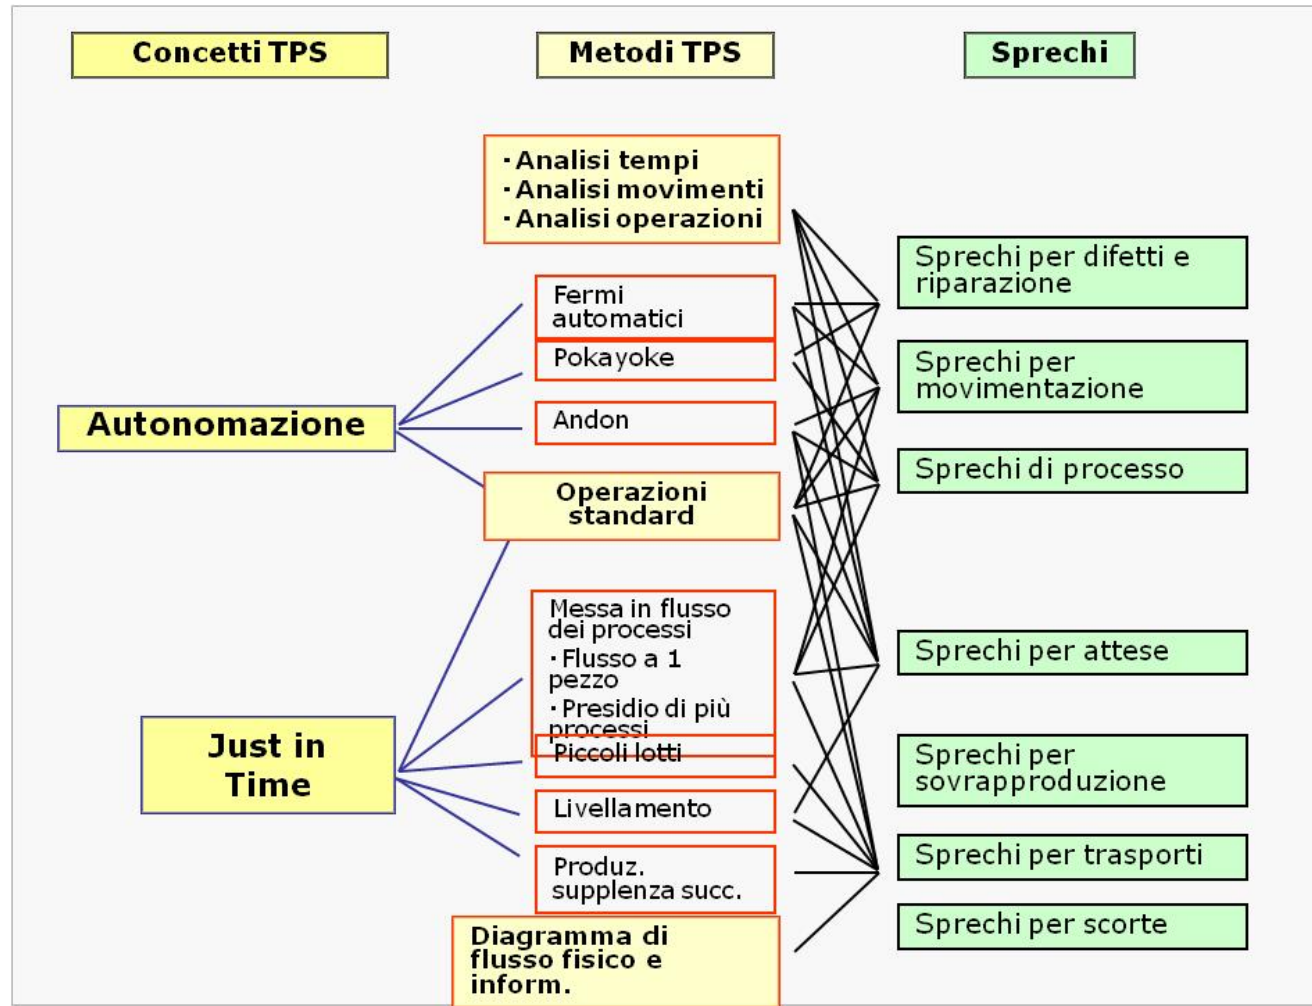 Concetti TPS
Metodi TPS
Sprechi
· Analisi tempi
· Analisi movimenti
· Analisi operazioni
Fermi
automatici
Pokayoke
Andon
Autonomazione
Operazioni
standard
Messa in flusso
dei processi
· Flusso a 1
pezzo
· Presidio di più
processi
Piccoli lotti
Just in
Time
Livellamento
Produz.
supplenza succ.
Diagramma di
flusso fisico e
inform.
Sprechi per difetti e
riparazione
Sprechi per
movimentazione
Sprechi di processo
Sprechi per attese
Sprechi per
sovrapproduzione
Sprechi per trasporti
Sprechi per scorte